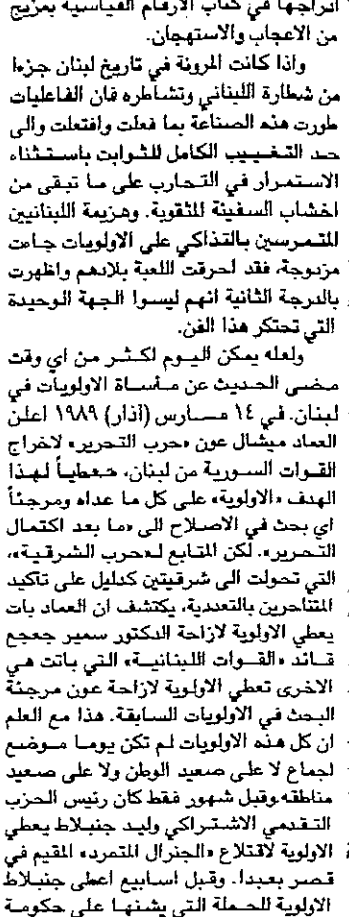 ادراجها في كتاب الارقام القياسية بمزيج
من الاعجاب والاستهجان.
واذا كانت المرونة في تاريخ لبنان جزءا
من شطارة اللبناني وتشاطره فان الفاعليات
طورت هذه الصناعة بما فعلت وافتعلت والى
حد التغييب الكامل للثوابت باستثناء
الاستمرار في التحارب على ما تبقى من
اخشاب السفينة المثقوبة. وهزيمة اللبنانيين
المتمرسين بالتذاكي على الاولويات جاءت
مزدوجة، فقد احرقت اللعبة بلادهم واظهرت
بالدرجة الثانية انهم ليسوا الجهة الوحيدة
التي تحتكر هذا الفن.
ولعله يمكن اليوم اكثر من اي وقت
مضى الحديث عن مأساة الاولويات في
لبنان. في ١٤ مارس (آذار) ١٩٨٩ اعلن
العماد ميشال عون «حرب التحرير» لاخراج
القوات السورية من لبنان، معطياً لهذا
الهدف «الاولوية» على كل ما عداه ومرجئاً
اي بحث في الاصلاح الى «ما بعد اكتمال
التحرير». لكن المتابع لـ«حرب الشرقية»،
التي تحولت الى شرقيتين كدليل على تأكيد
المتناحرين بالتعددية، يكتشف ان العماد بات
يعطي الاولوية لازاحة الدكتور سمير جعجع
قائد «القوات اللبنانية» التي باتت هي
الاخرى تعطي الاولوية لازاحة عون مرجئة
البحث في الاولويات السابقة. هذا مع العلم
ان كل هذه الاولويات لم تكن يوما موضع
اجماع لا على صعيد الوطن ولا على صعيد
مناطقه. وقبل شهور فقط كان رئيس الحزب
التقدمي الاشتراكي وليد جنبلاط يعطي
الاولوية لاقتلاع «الجنرال المتمرد» المقيم في
قصر بعبدا. وقبل اسابيع اعطى جنبلاط
الاولوية للحملة التي يشنها على حكومة